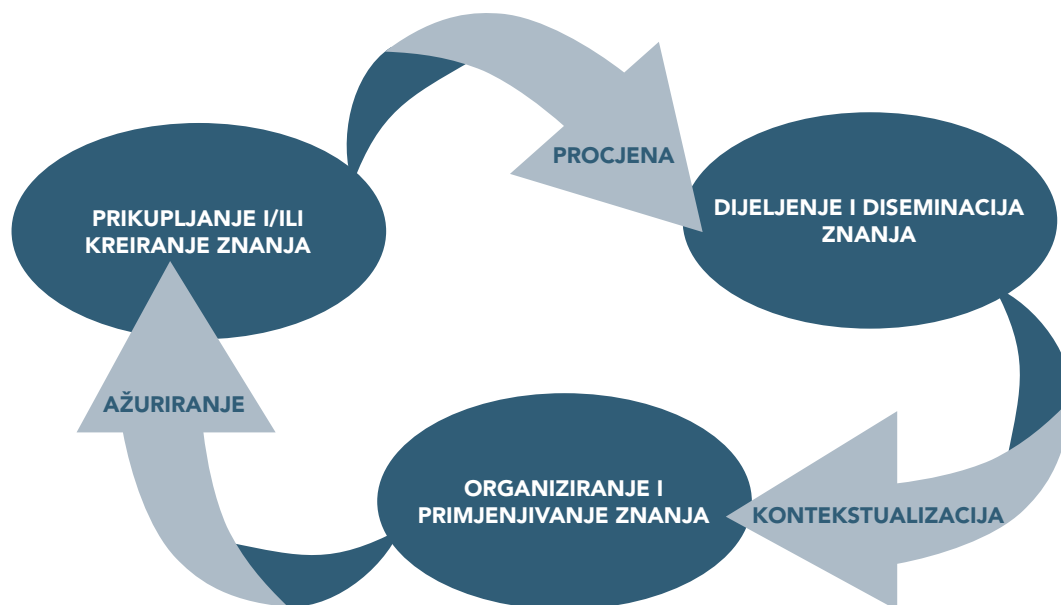 PROCJENA
PRIKUPLJANJE I/ILI
KREIRANJE ZNANJA
DIJELJENJE I DISEMINACIJA
ZNANJA
AŽURIRANJE
ORGANIZIRANJE I
PRIMJENJIVANJE ZNANJA
KONTEKSTUALIZACIJA